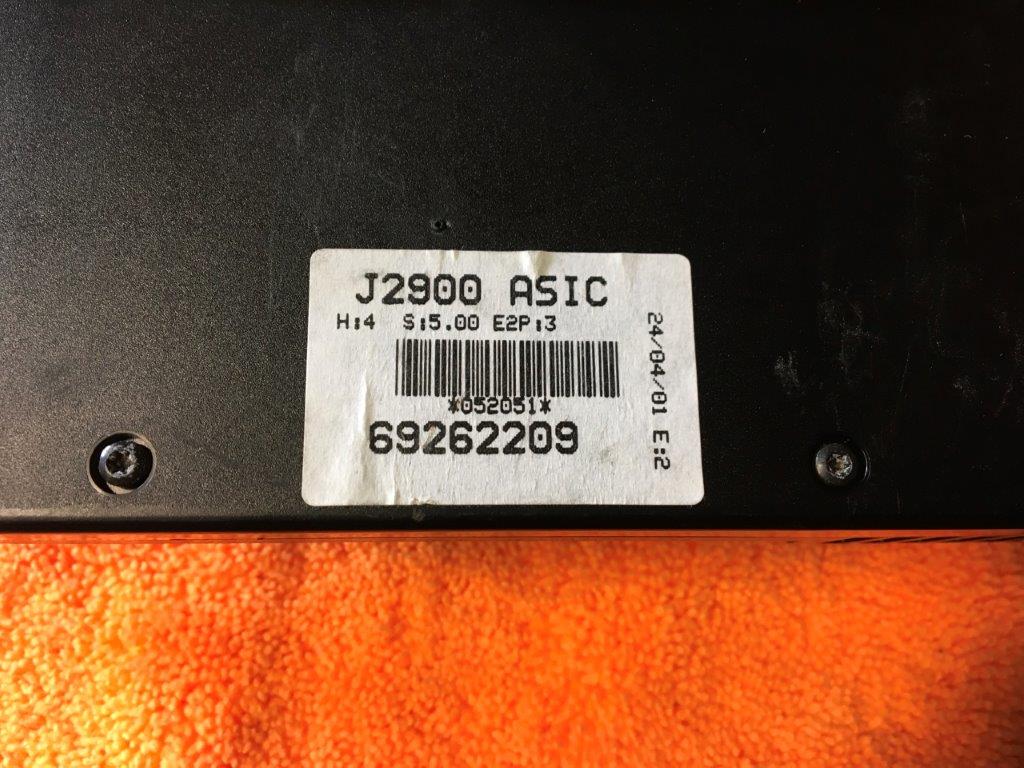 J2900 ASIC
H:4 S:5.00 E2P:3
*052051*
69262209
24/04/01 E:2